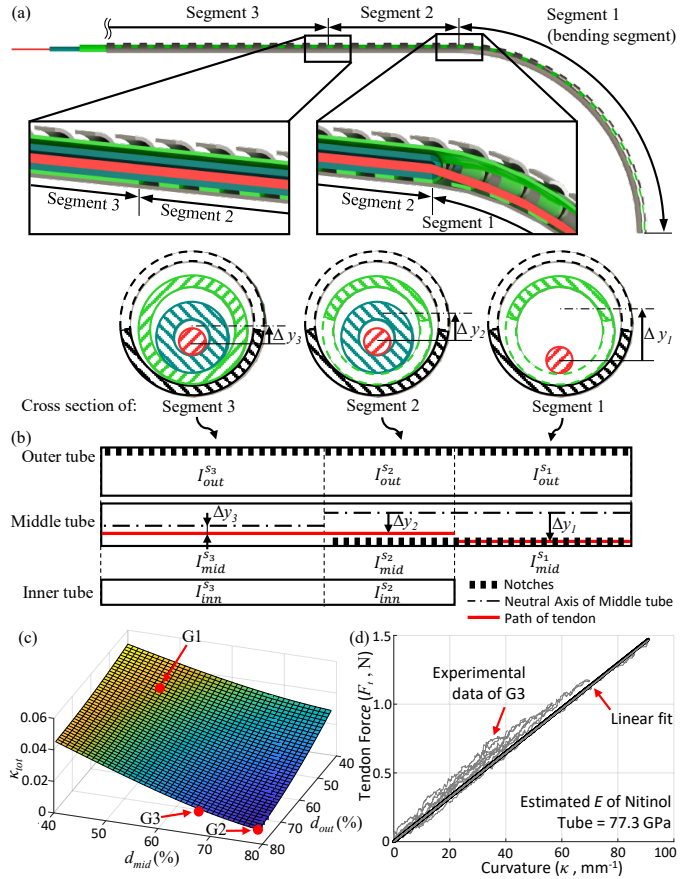 (a)
Segment 3
Segment 2
Segment 1
(bending segment)
Segment 3
Segment 2
Segment 2
Segment 1
Δy3
Δy2
Δy1
Cross section of:
Segment 3
Segment 2
Segment 1
(b)
Outer tube
I_out^s3
I_out^s2
I_out^s1
Middle tube
Δy3
Δy2
Δy1
I_mid^s3
I_mid^s2
I_mid^s1
Inner tube
I_inn^s3
I_inn^s2
Notches
Neutral Axis of Middle tube
Path of tendon
(c)
G1
0.06
0.04
0.02
0
κtot
G3
G2
40
50
60
70
80
dmid (%)
40
50
60
70
80
dout (%)
(d)
1.5
1.0
0.5
0
Tendon Force (Ft , N)
Experimental
data of G3
Linear fit
Estimated E of Nitinol
Tube = 77.3 GPa
0
20
40
60
80
100
Curvature (κ , mm-1)